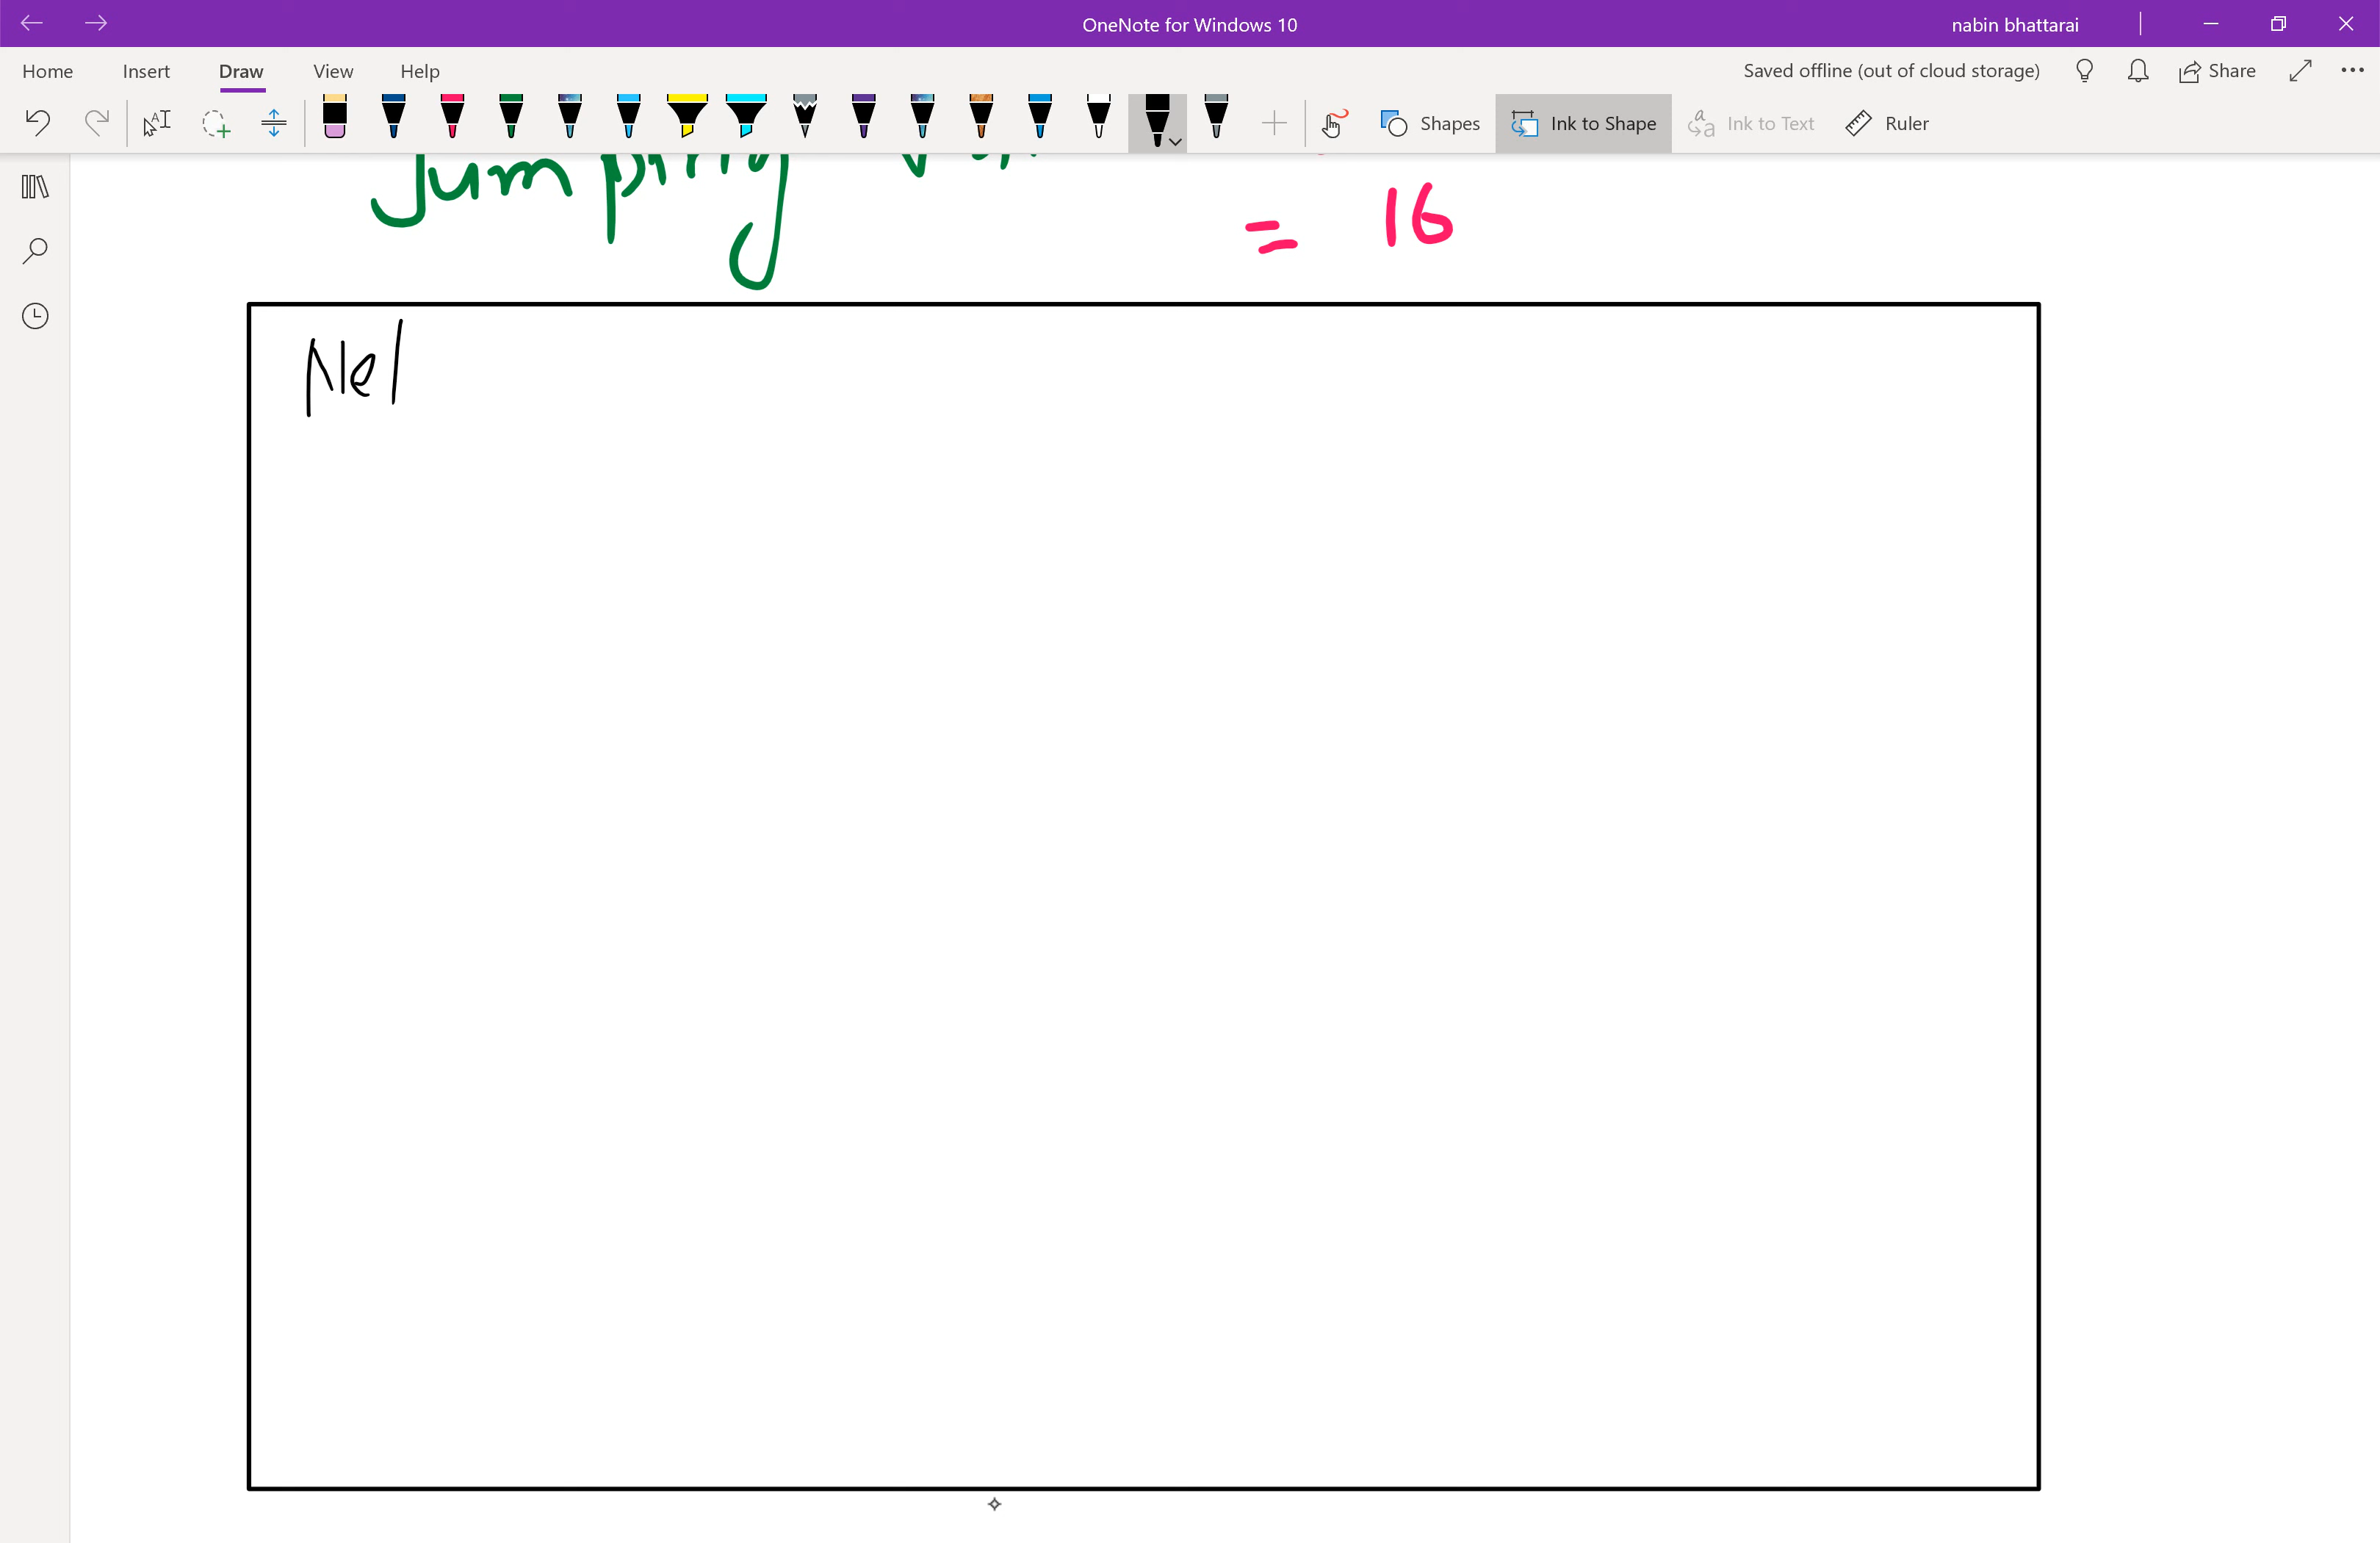 OneNote for Windows 10
nabin bhattarai
Home Insert Draw View Help
Saved offline (out of cloud storage)
Share
Shapes
Ink to Shape
Ink to Text
Ruler
Jumping
= 16
Nel